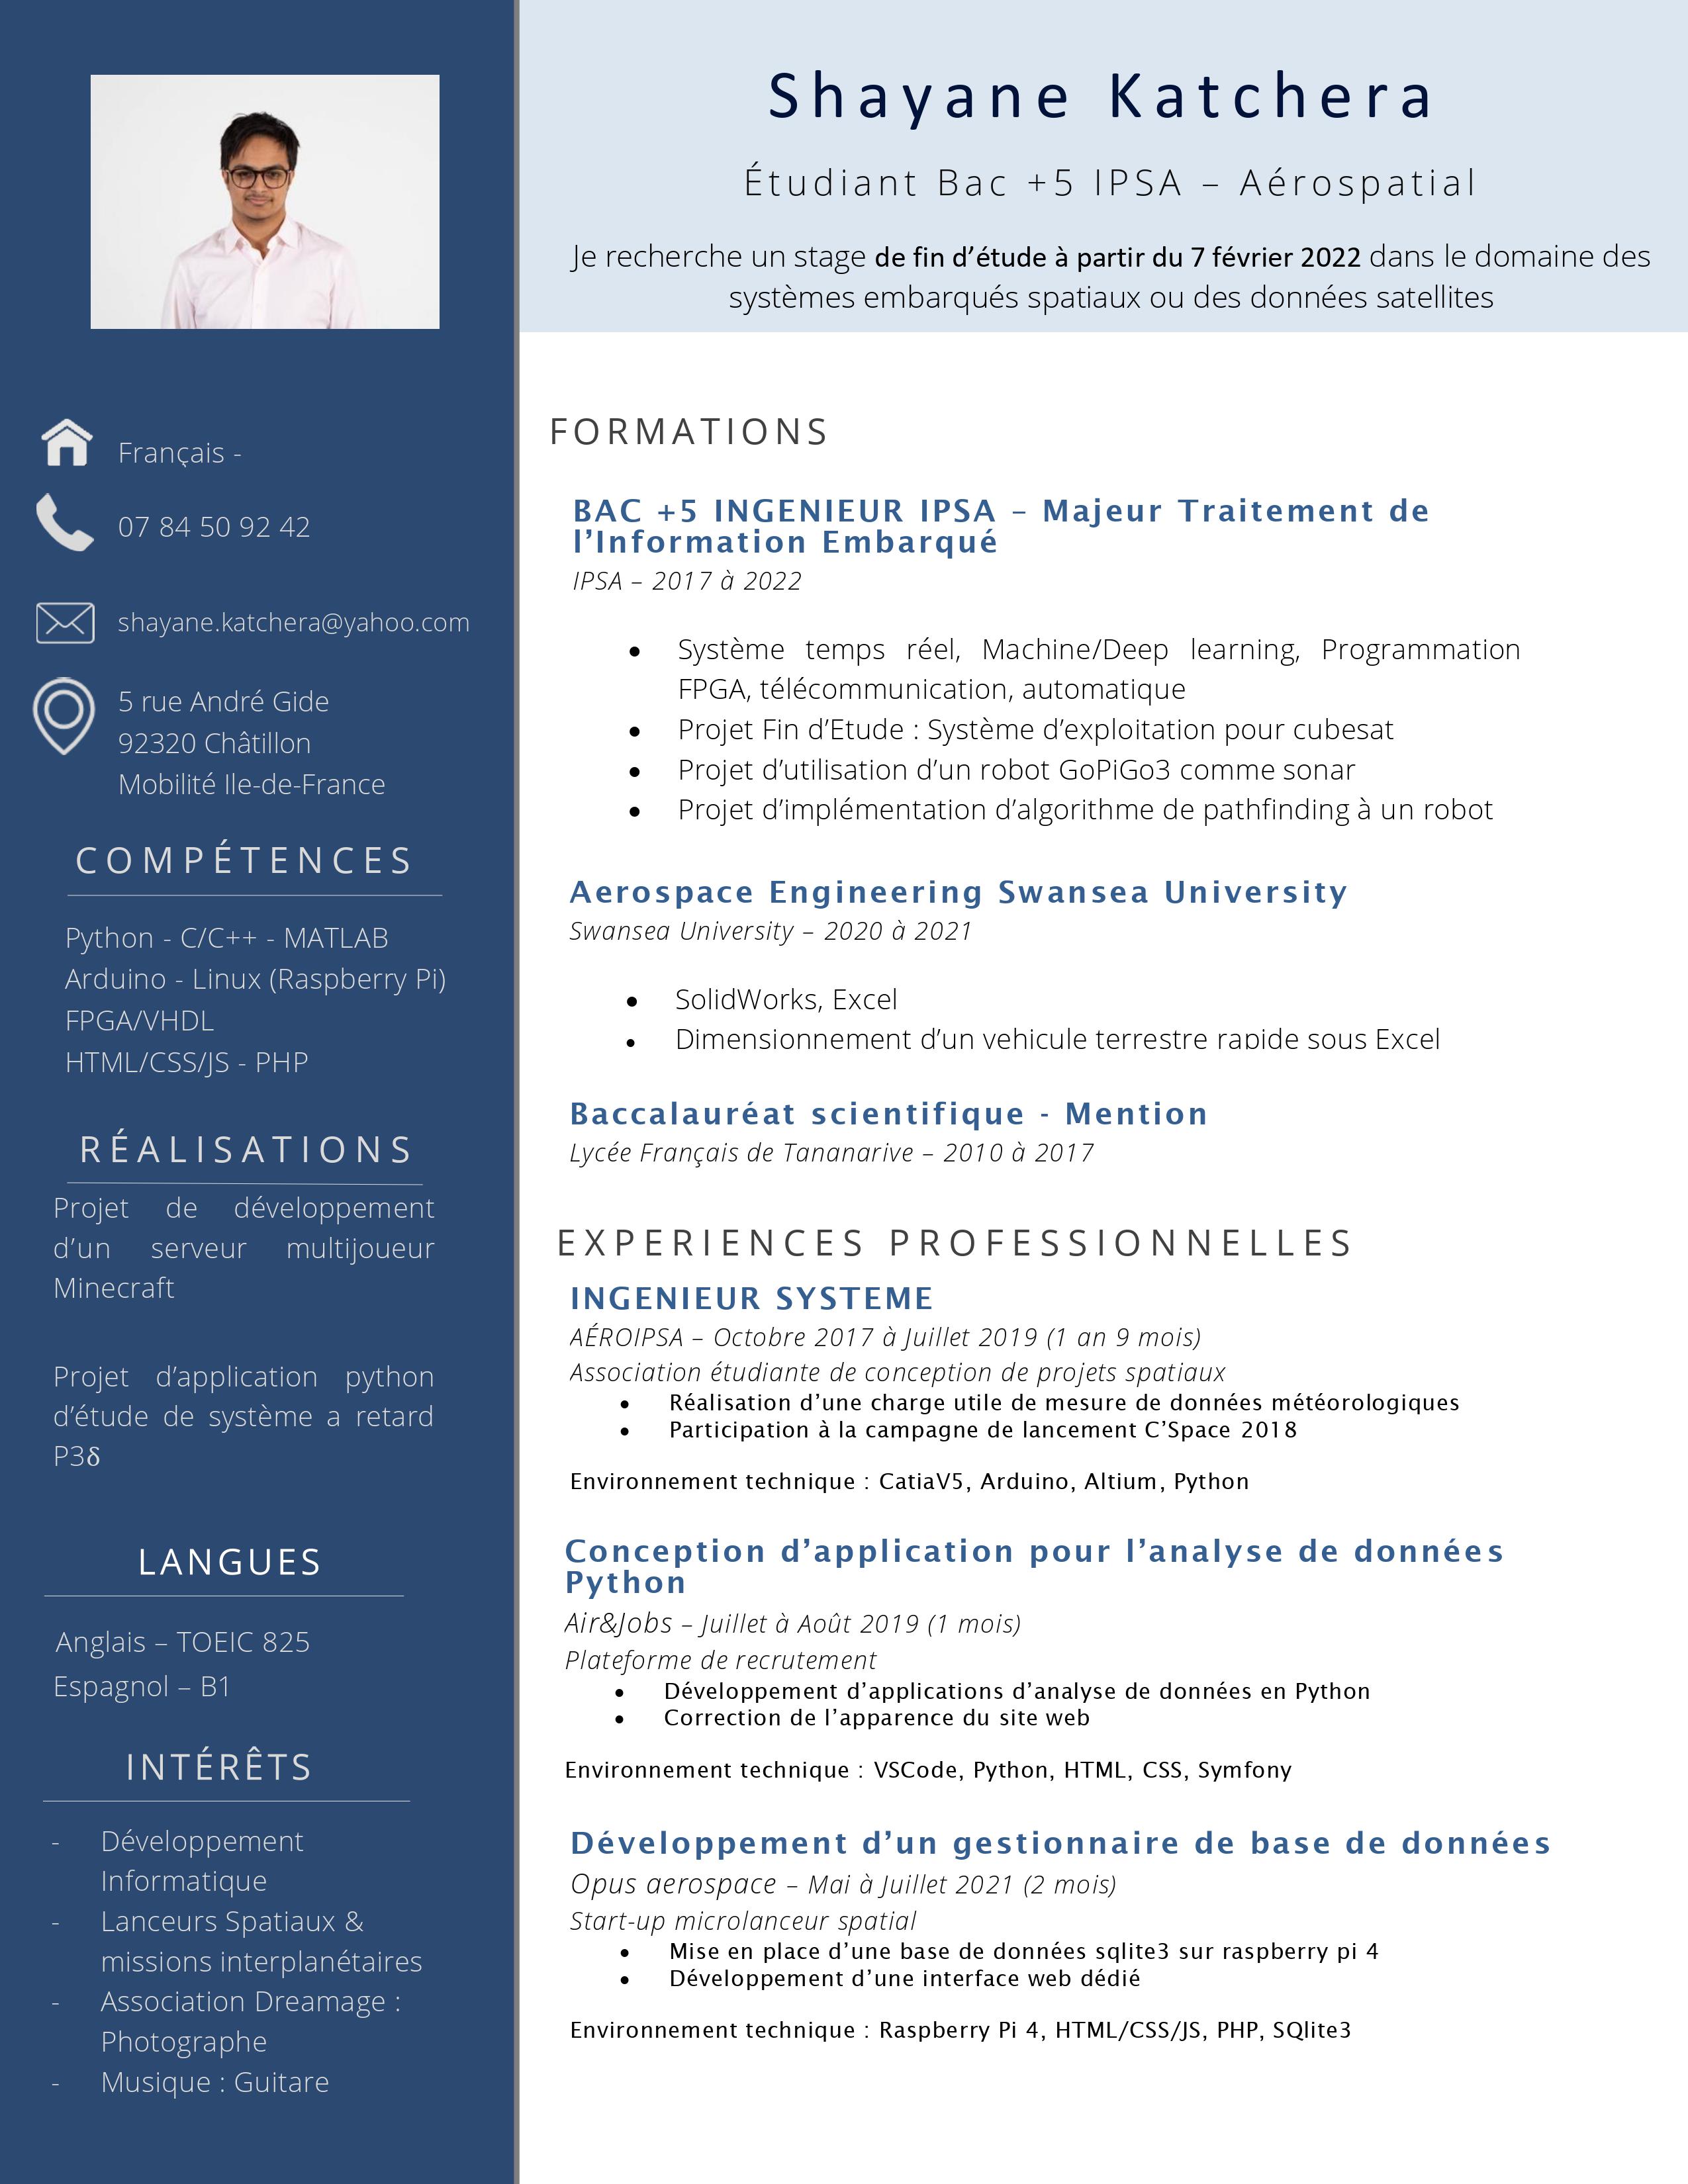 Shayane Katchera
Étudiant Bac +5 IPSA – Aérospatial
Je recherche un stage de fin d’étude à partir du 7 février 2022 dans le domaine des
systèmes embarqués spatiaux ou des données satellites
Français -
07 84 50 92 42
shayane.katchera@yahoo.com
5 rue André Gide
92320 Châtillon
Mobilité Ile-de-France
COMPÉTENCES
Python - C/C++ - MATLAB
Arduino - Linux (Raspberry Pi)
FPGA/VHDL
HTML/CSS/JS - PHP
RÉALISATIONS
Projet de développement
d’un serveur multijoueur
Minecraft
Projet d’application python
d’étude de système a retard
P3δ
LANGUES
Anglais – TOEIC 825
Espagnol – B1
INTÉRÊTS
- Développement
Informatique
- Lanceurs Spatiaux &
missions interplanétaires
- Association Dreamage :
Photographe
- Musique : Guitare
FORMATIONS
BAC +5 INGENIEUR IPSA – Majeur Traitement de
l’Information Embarqué
IPSA – 2017 à 2022
• Système temps réel, Machine/Deep learning, Programmation
FPGA, télécommunication, automatique
• Projet Fin d’Etude : Système d’exploitation pour cubesat
• Projet d’utilisation d’un robot GoPiGo3 comme sonar
• Projet d’implémentation d’algorithme de pathfinding à un robot
Aerospace Engineering Swansea University
Swansea University – 2020 à 2021
• SolidWorks, Excel
• Dimensionnement d’un vehicule terrestre rapide sous Excel
Baccalauréat scientifique - Mention
Lycée Français de Tananarive – 2010 à 2017
EXPERIENCES PROFESSIONNELLES
INGENIEUR SYSTEME
AÉROIPSA – Octobre 2017 à Juillet 2019 (1 an 9 mois)
Association étudiante de conception de projets spatiaux
• Réalisation d’une charge utile de mesure de données météorologiques
• Participation à la campagne de lancement C’Space 2018
Environnement technique : CatiaV5, Arduino, Altium, Python
Conception d’application pour l’analyse de données
Python
Air&Jobs – Juillet à Août 2019 (1 mois)
Plateforme de recrutement
• Développement d’applications d’analyse de données en Python
• Correction de l’apparence du site web
Environnement technique : VSCode, Python, HTML, CSS, Symfony
Développement d’un gestionnaire de base de données
Opus aerospace – Mai à Juillet 2021 (2 mois)
Start-up microlanceur spatial
• Mise en place d’une base de données sqlite3 sur raspberry pi 4
• Développement d’une interface web dédié
Environnement technique : Raspberry Pi 4, HTML/CSS/JS, PHP, SQlite3